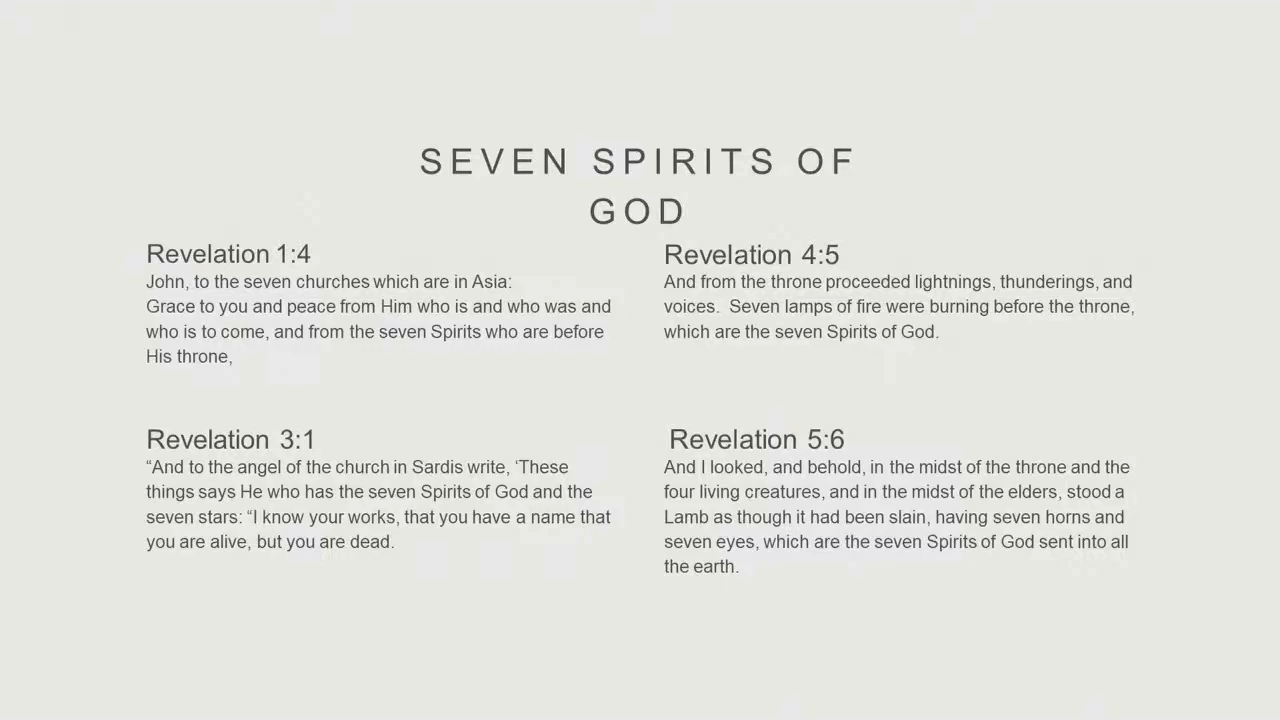 SEVEN SPIRITS OF
GOD
Revelation 1:4
John, to the seven churches which are in Asia:
Grace to you and peace from Him who is and who was and
who is to come, and from the seven Spirits who are before
His throne,
Revelation 3:1
“And to the angel of the church in Sardis write, ‘These
things says He who has the seven Spirits of God and the
seven stars: “I know your works, that you have a name that
you are alive, but you are dead.
Revelation 4:5
And from the throne proceeded lightnings, thunderings, and
voices.  Seven lamps of fire were burning before the throne,
which are the seven Spirits of God.
Revelation 5:6
And I looked, and behold, in the midst of the throne and the
four living creatures, and in the midst of the elders, stood a
Lamb as though it had been slain, having seven horns and
seven eyes, which are the seven Spirits of God sent into all
the earth.